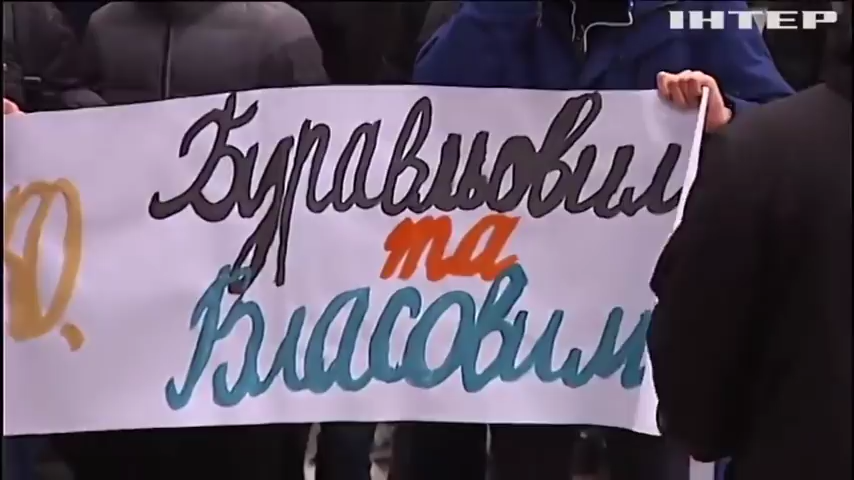 ІНТЕР
Журавльовим
Ю.
та
Власовим